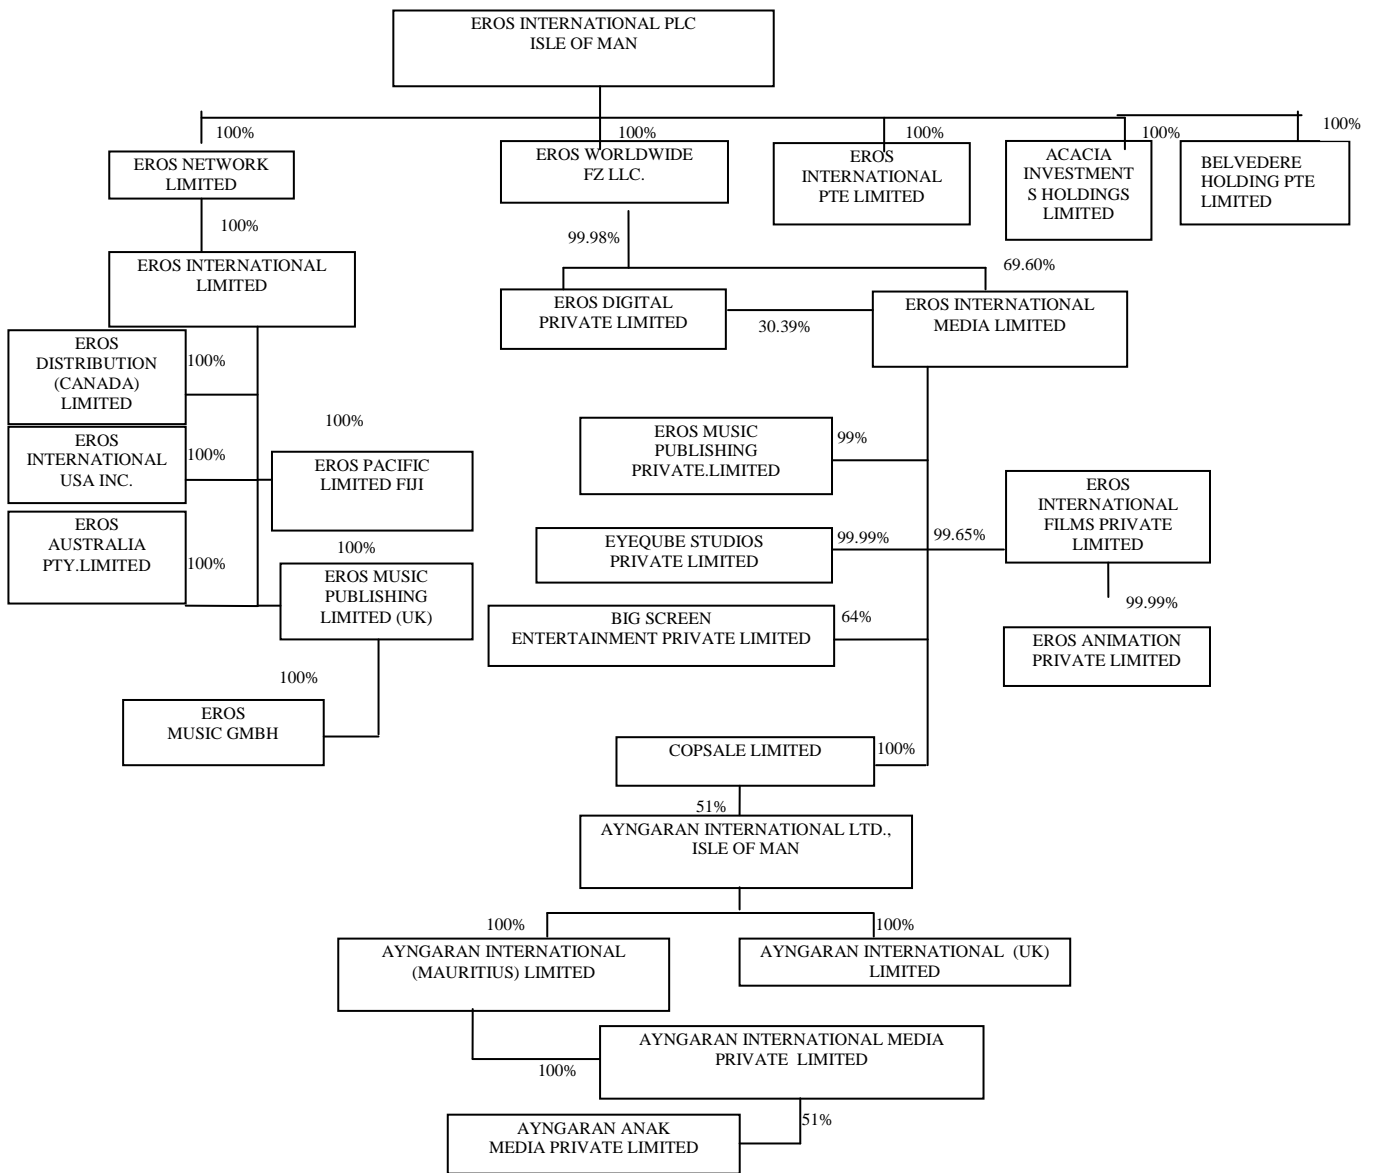 EROS INTERNATIONAL PLC
ISLE OF MAN
100%
100%
100%
100%
100%
EROS NETWORK
LIMITED
EROS WORLDWIDE
FZ LLC.
EROS
INTERNATIONAL
PTE LIMITED
ACACIA
INVESTMENT
S HOLDINGS
LIMITED
BELVEDERE
HOLDING PTE
LIMITED
100%
99.98%
EROS INTERNATIONAL
LIMITED
69.60%
EROS DIGITAL
PRIVATE LIMITED
30.39%
EROS INTERNATIONAL
MEDIA LIMITED
EROS
DISTRIBUTION
(CANADA)
LIMITED
100%
100%
EROS
INTERNATIONAL
USA INC.
100%
EROS PACIFIC
LIMITED FIJI
EROS MUSIC
PUBLISHING
PRIVATE.LIMITED
99%
EROS
INTERNATIONAL
FILMS PRIVATE
LIMITED
EROS
AUSTRALIA
PTY.LIMITED
100%
100%
EROS MUSIC
PUBLISHING
LIMITED (UK)
EYEQUBE STUDIOS
PRIVATE LIMITED
99.99%
99.65%
99.99%
BIG SCREEN
ENTERTAINMENT PRIVATE LIMITED
64%
EROS ANIMATION
PRIVATE LIMITED
100%
EROS
MUSIC GMBH
COPSALE LIMITED
100%
51%
AYNGARAN INTERNATIONAL LTD.,
ISLE OF MAN
100%
100%
AYNGARAN INTERNATIONAL
(MAURITIUS) LIMITED
AYNGARAN INTERNATIONAL (UK)
LIMITED
AYNGARAN INTERNATIONAL MEDIA
PRIVATE LIMITED
100%
51%
AYNGARAN ANAK
MEDIA PRIVATE LIMITED